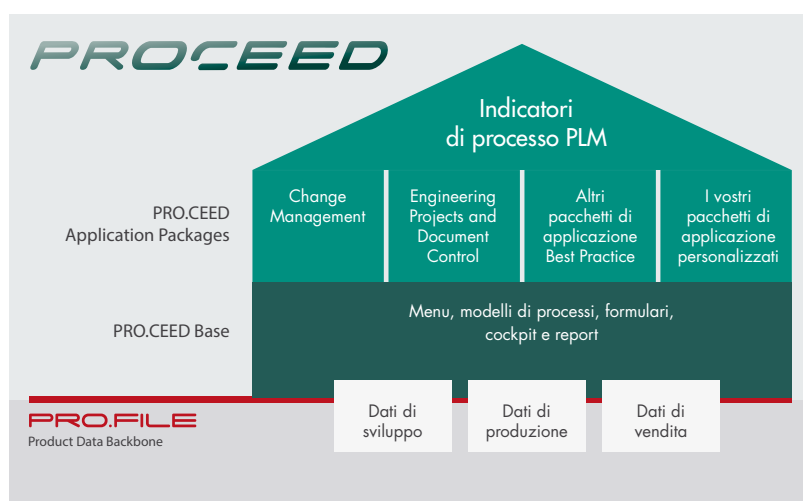 PROCEED
Indicatori
di processo PLM
PRO.CEED
Application Packages
Change
Management
Engineering
Projects and
Document
Control
Altri
pacchetti di
applicazione
Best Practice
I vostri
pacchetti di
applicazione
personalizzati
PRO.CEED Base
Menu, modelli di processi, formulari,
cockpit e report
PRO.FILE
Product Data Backbone
Dati di
sviluppo
Dati di
produzione
Dati di
vendita